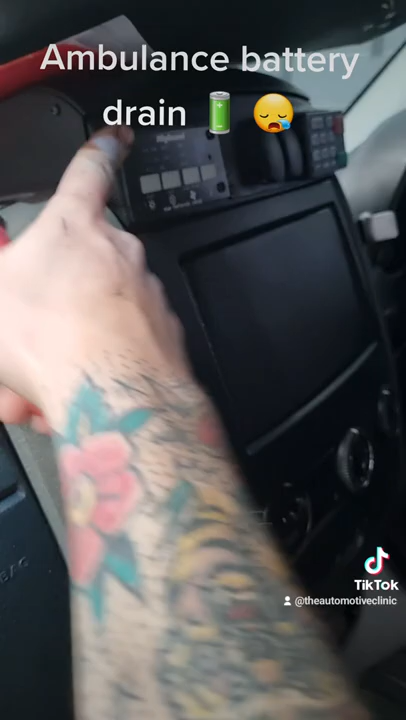 Ambulance battery
drain 🔋 😪
TikTok
@theautomotiveclinic